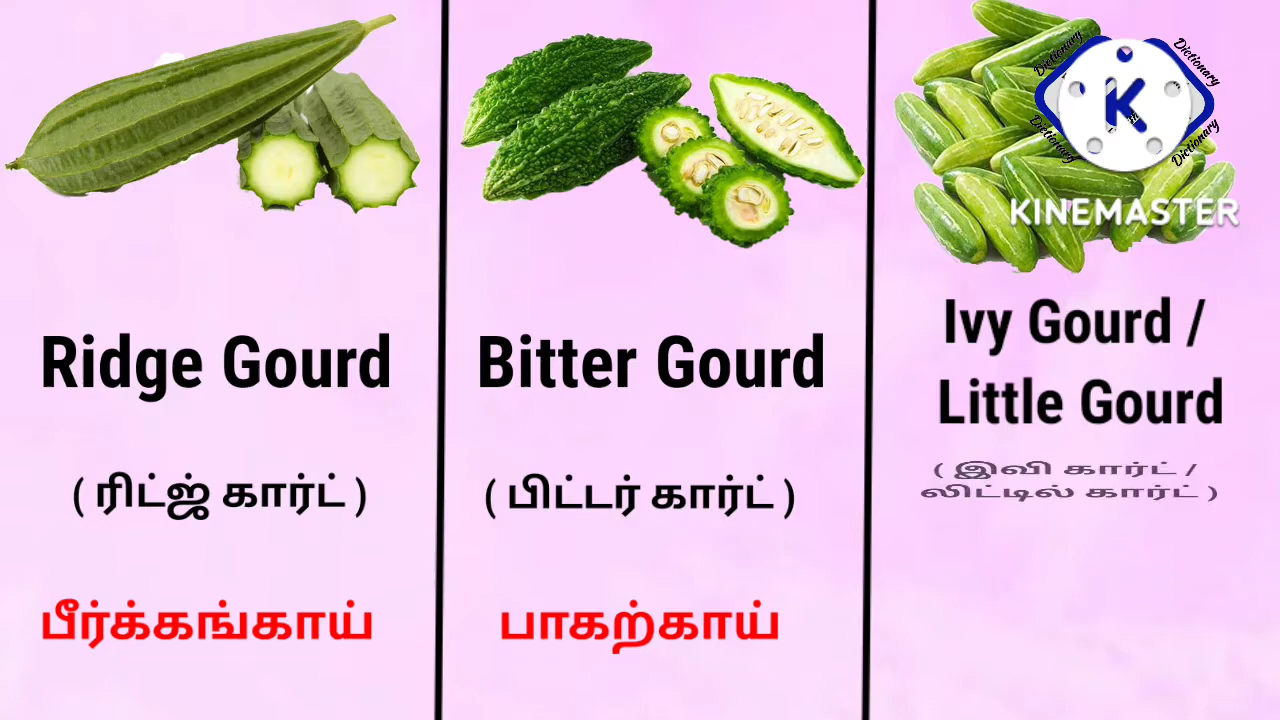 Dictionary
Dictionary
K
Dictionary
Dictionary
KINEMASTER
Ridge Gourd
( ரிட்ஜ் கார்ட் )
பீர்க்கங்காய்
Bitter Gourd
( பிட்டர் கார்ட் )
பாகற்காய்
Ivy Gourd /
Little Gourd
( இவி கார்ட் /
லிட்டில் கார்ட் )